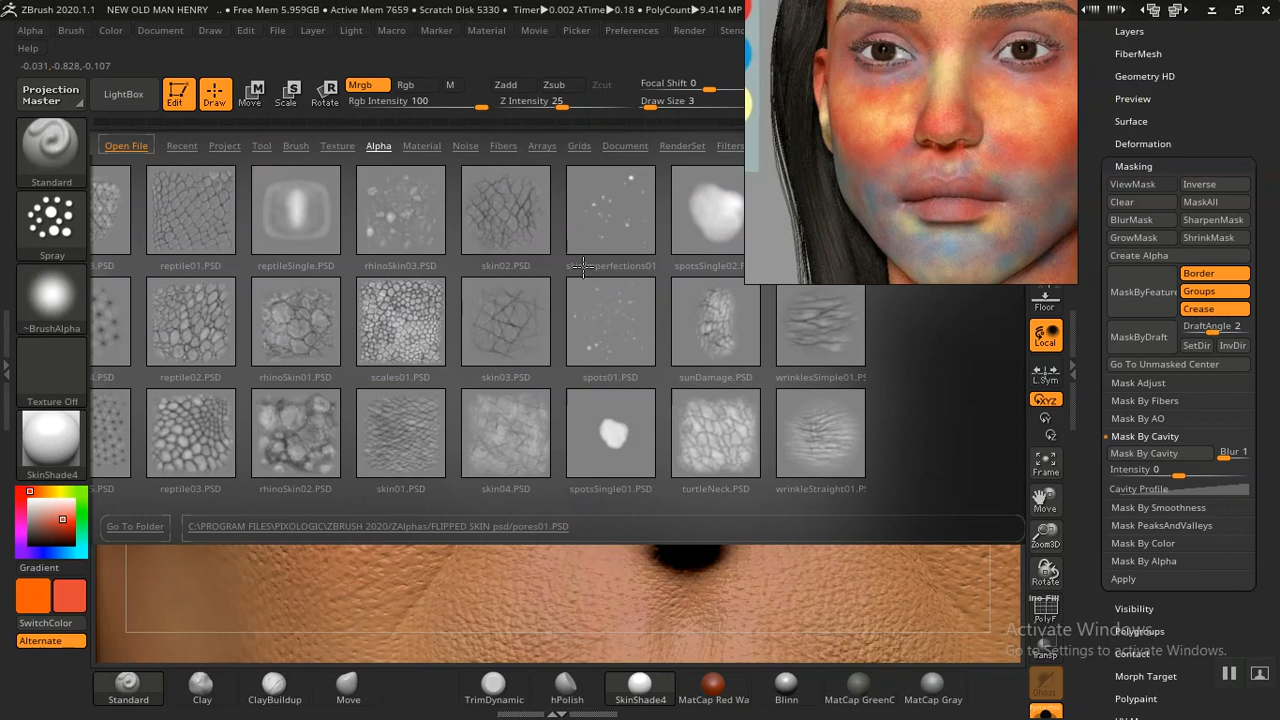 ZBrush 2020.1.1 NEW OLD MAN HENRY ● Free Mem 5.959GB ● Active Mem 7659 ● Scratch Disk 5330 ● Timer▶0.002 ATime▶0.18 ● PolyCount▶9.414 MP
Alpha Brush Color Document Draw Edit File Layer Light Macro Marker Material Movie Picker Preferences Render
Help
-0.031,-0.828,-0.107
Projection Master
LightBox
Edit Draw Move Scale Rotate
Mrgb Rgb M
Rgb Intensity 100
Zadd Zsub Zcut
Z Intensity 25
Focal Shift 0
Draw Size 3
Open File Recent Project Tool Brush Texture Alpha Material Noise Fibers Arrays Grids Document RenderSet Filters
Standard
Spray
~BrushAlpha
Texture Off
SkinShade4
Gradient
SwitchColor
Alternate
3.PSD reptile01.PSD reptileSingle.PSD rhinoSkin03.PSD skin02.PSD perfections01 spotsSingle02.P
4.PSD reptile02.PSD rhinoSkin01.PSD scales01.PSD skin03.PSD spots01.PSD sunDamage.PSD wrinklesSimple01.P
5.PSD reptile03.PSD rhinoSkin02.PSD skin01.PSD skin04.PSD spotsSingle01.PSD turtleNeck.PSD wrinkleStraight01.P
Go To Folder C:\PROGRAM FILES\PIXOLOGIC\ZBRUSH 2020/ZAlphas/FLIPPED SKIN psd/pores01.PSD
Standard Clay ClayBuildup Move TrimDynamic hPolish SkinShade4 MatCap Red Wa Blinn MatCap GreenC MatCap Gray
Floor
Local
L.Sym
XYZ
Y
Z
Frame
Move
Zoom3D
Rotate
PolyF
Transp
Ghost
Layers
FiberMesh
Geometry HD
Preview
Surface
Deformation
Masking
ViewMask Inverse
Clear MaskAll
BlurMask SharpenMask
GrowMask ShrinkMask
Create Alpha
MaskByFeature
Border
Groups
Crease
MaskByDraft
DraftAngle 2
SetDir InvDir
Go To Unmasked Center
Mask Adjust
Mask By Fibers
Mask By AO
Mask By Cavity
Mask By Cavity Blur 1
Intensity 0
Cavity Profile
Mask By Smoothness
Mask PeaksAndValleys
Mask By Color
Mask By Alpha
Apply
Visibility
Polygroups
Contact
Morph Target
Polypaint
Activate Windows
Go to Settings to activate Windows.